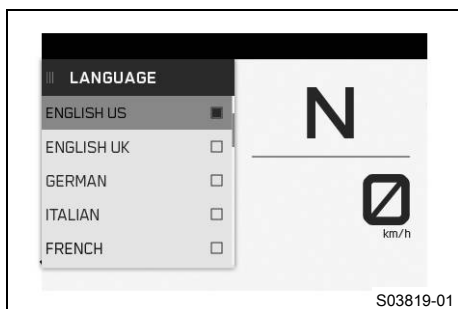 LANGUAGE
ENGLISH US
ENGLISH UK
GERMAN
ITALIAN
FRENCH
N
0
km/h
S03819-01